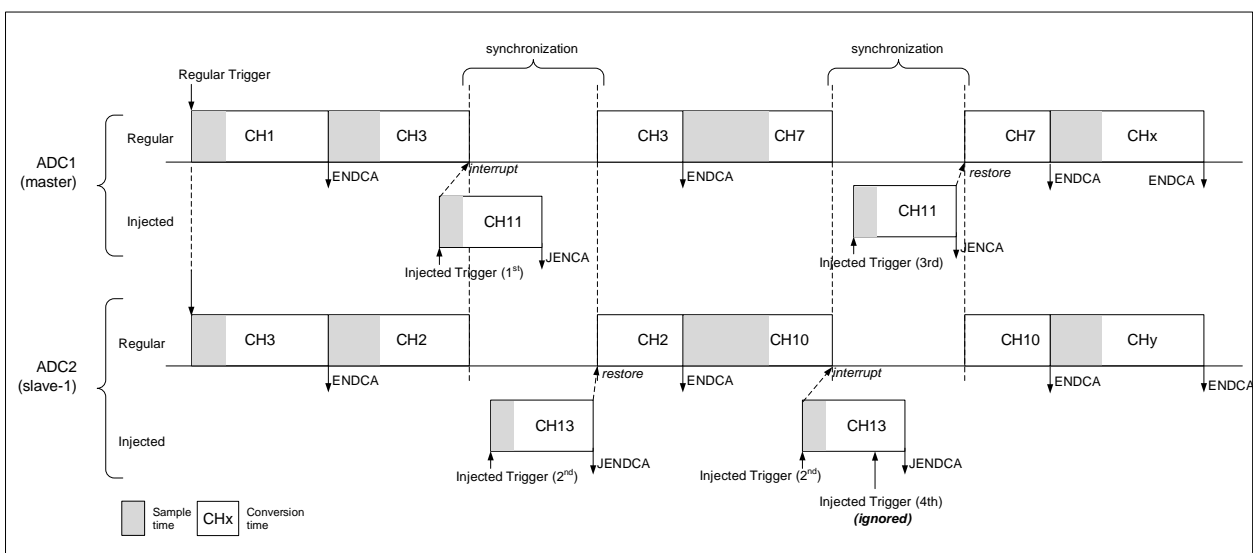 synchronization
synchronization
Regular Trigger
ADC1
(master)
Regular
CH1
CH3
CH3
CH7
CH7
CHx
ENDCA
interrupt
ENDCA
restore
ENDCA
ENDCA
Injected
CH11
CH11
JENCA
JENCA
Injected Trigger (1st)
Injected Trigger (3rd)
ADC2
(slave-1)
Regular
CH3
CH2
CH2
CH10
CH10
CHy
ENDCA
restore
ENDCA
interrupt
ENDCA
ENDCA
Injected
CH13
CH13
JENDCA
JENDCA
Injected Trigger (2nd)
Injected Trigger (2nd)
Injected Trigger (4th)
(ignored)
Sample
time
CHx
Conversion
time